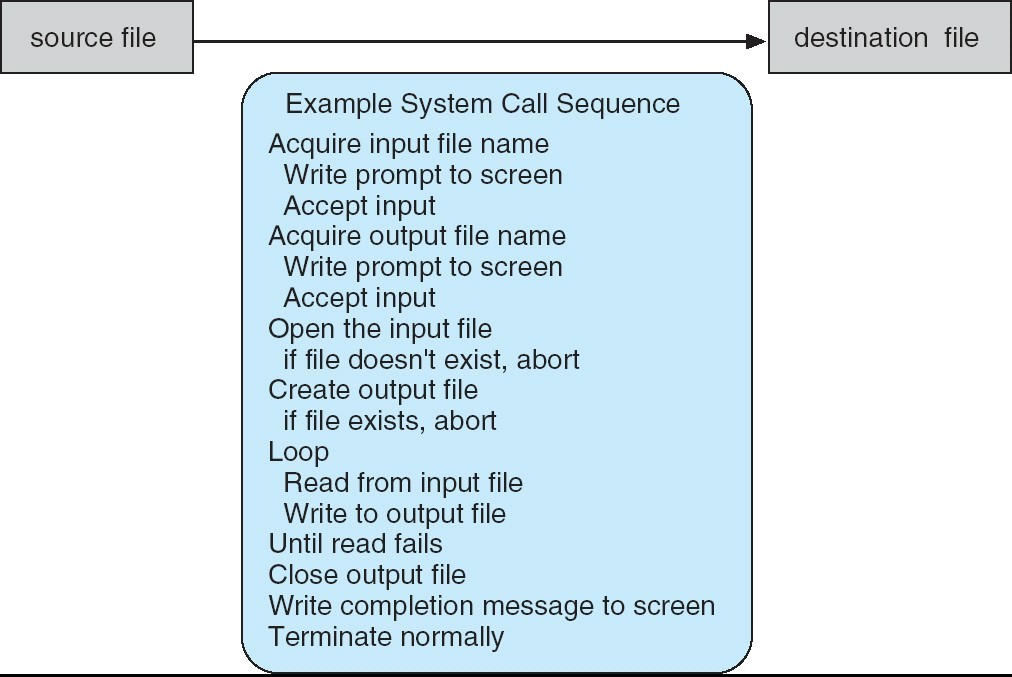 source file
destination file
Example System Call Sequence
Acquire input file name
Write prompt to screen
Accept input
Acquire output file name
Write prompt to screen
Accept input
Open the input file
if file doesn't exist, abort
Create output file
if file exists, abort
Loop
Read from input file
Write to output file
Until read fails
Close output file
Write completion message to screen
Terminate normally